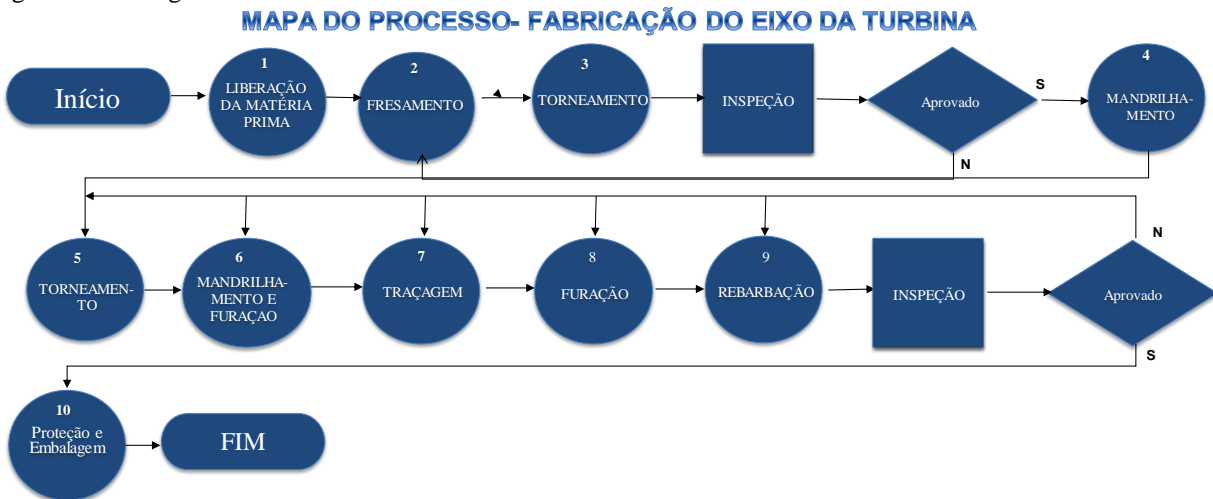 MAPA DO PROCESSO- FABRICAÇÃO DO EIXO DA TURBINA
Início
1
LIBERAÇÃO
DA MATÉRIA
PRIMA
2
FRESAMENTO
3
TORNEAMENTO
INSPEÇÃO
Aprovado
S
4
MANDRILHA-
MENTO
N
5
TORNEAMEN-
TO
6
MANDRILHA-
MENTO E
FURAÇAO
7
TRAÇAGEM
8
FURAÇÃO
9
REBARBAÇÃO
INSPEÇÃO
N
Aprovado
S
10
Proteção e
Embalagem
FIM